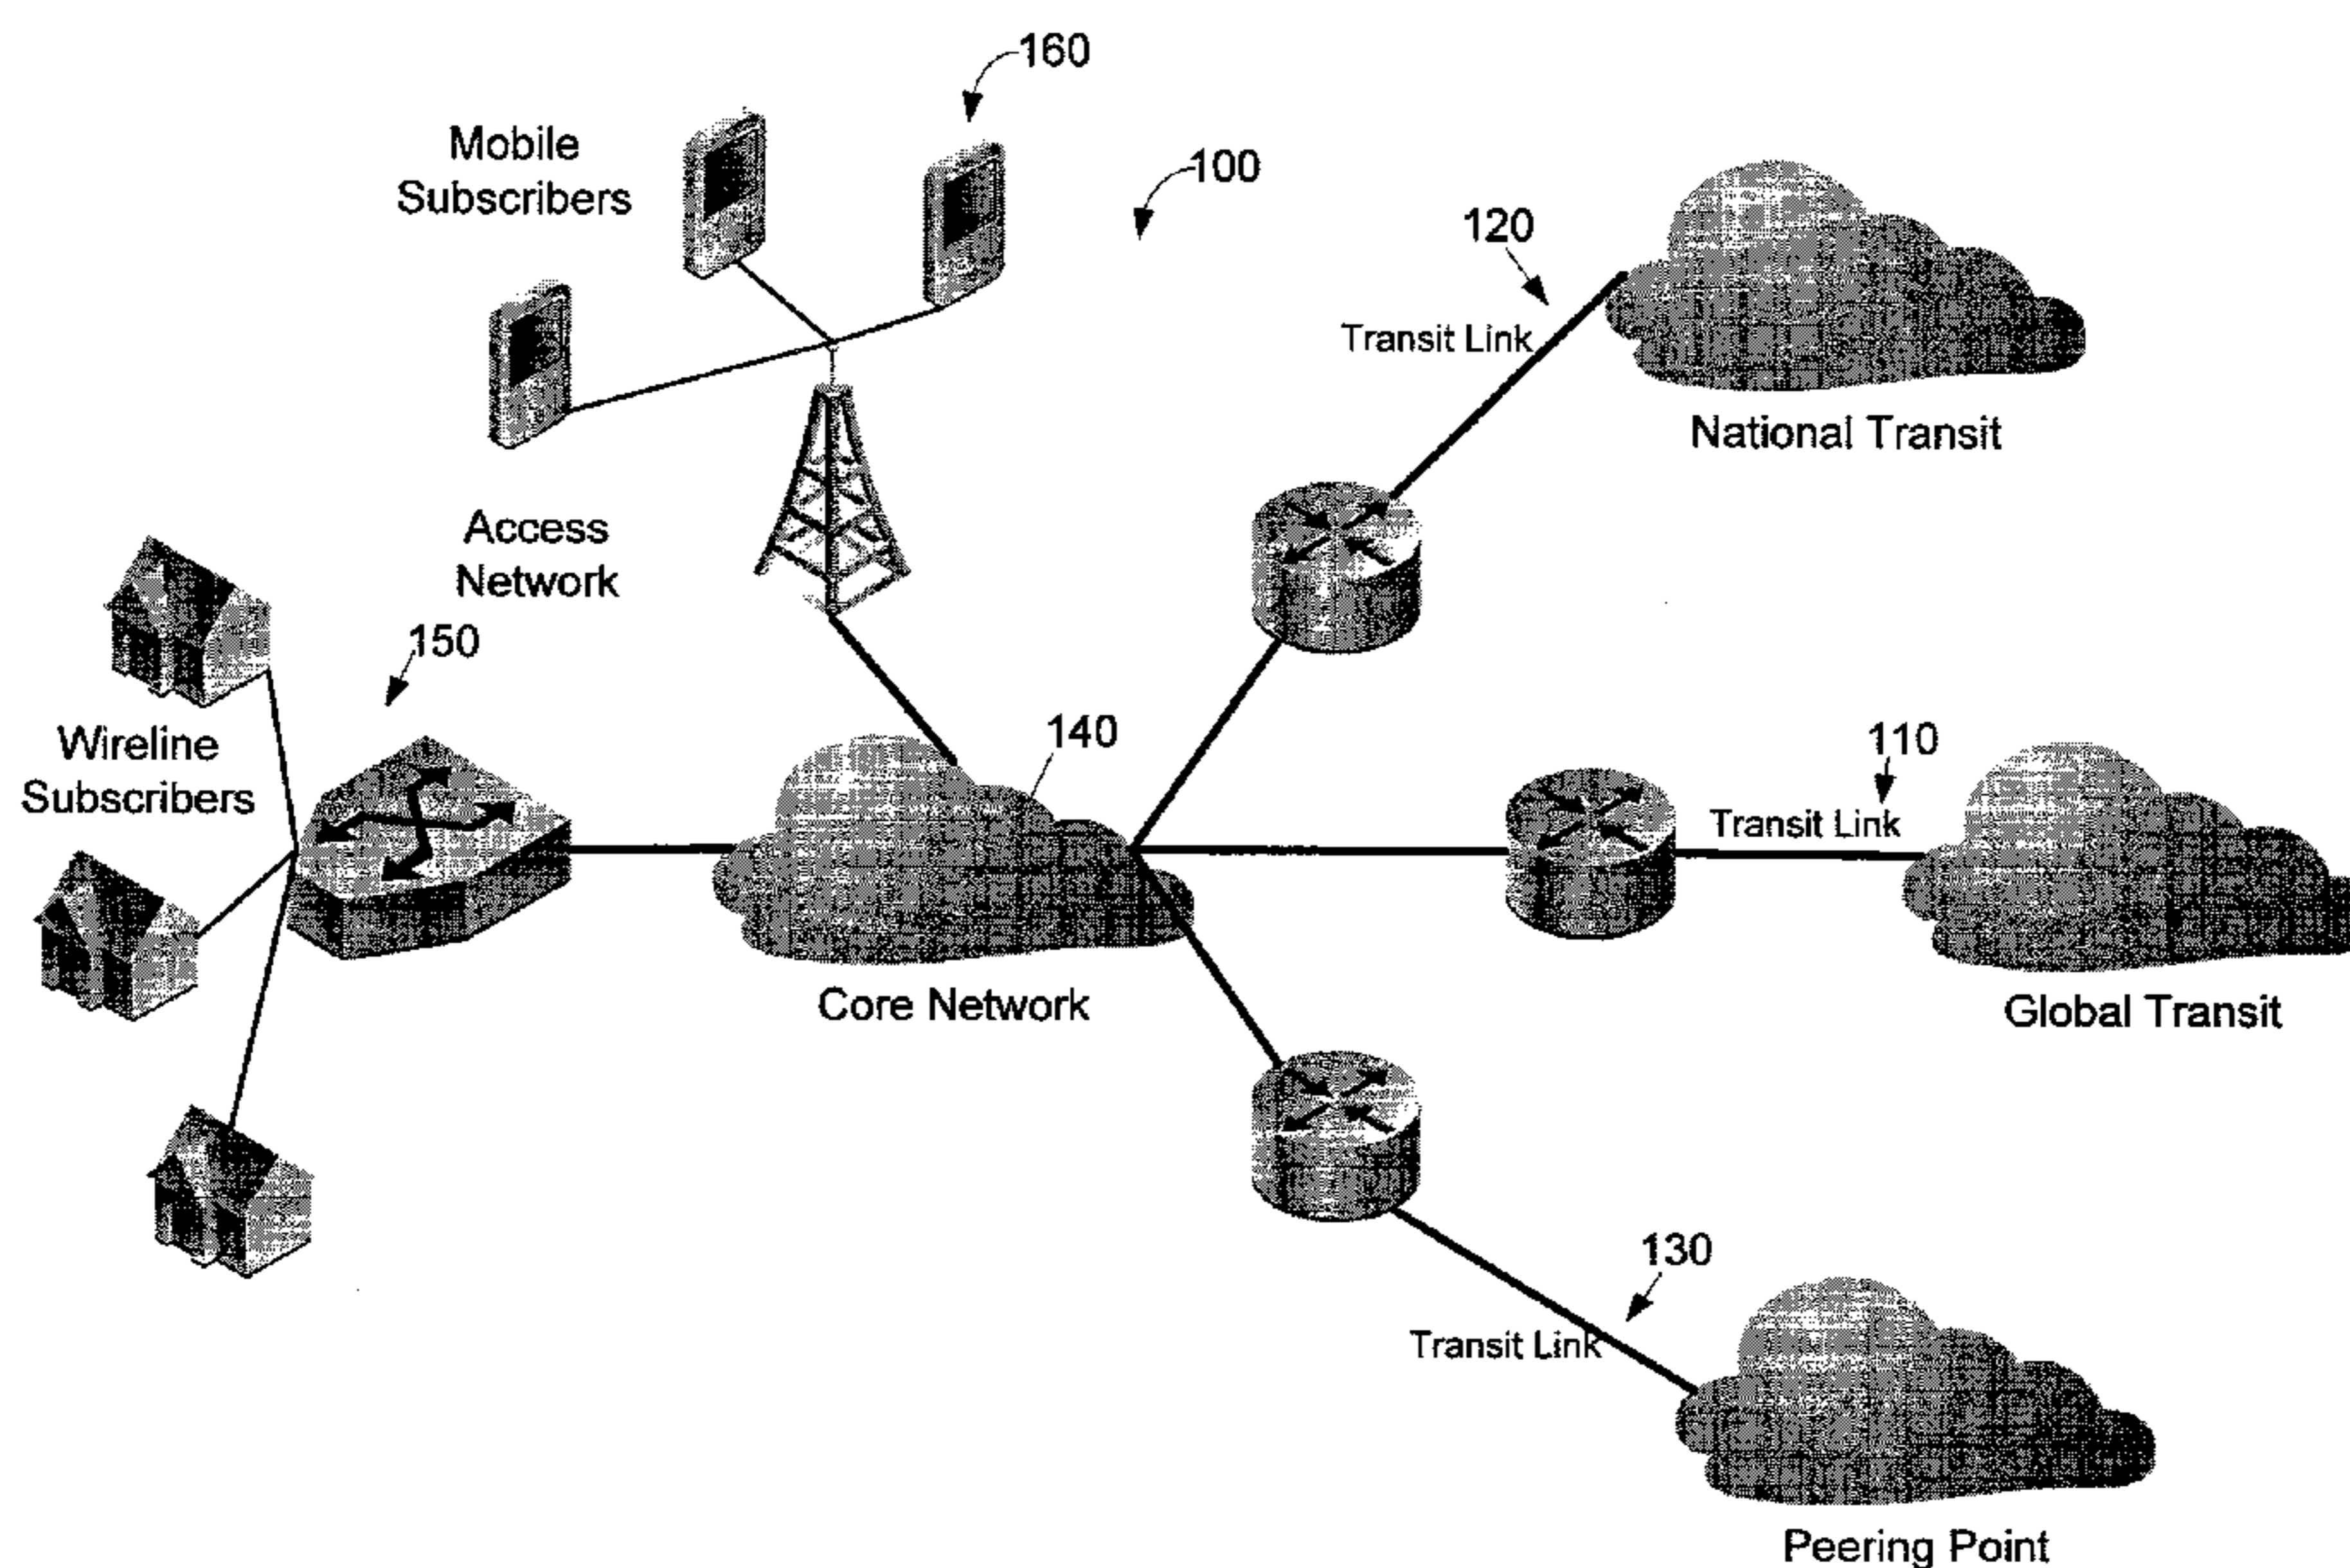 160
Mobile
Subscribers
100
120
Transit Link
National Transit
Access
Network
150
Wireline
Subscribers
140
110
Transit Link
Core Network
Global Transit
130
Transit Link
Peering Point